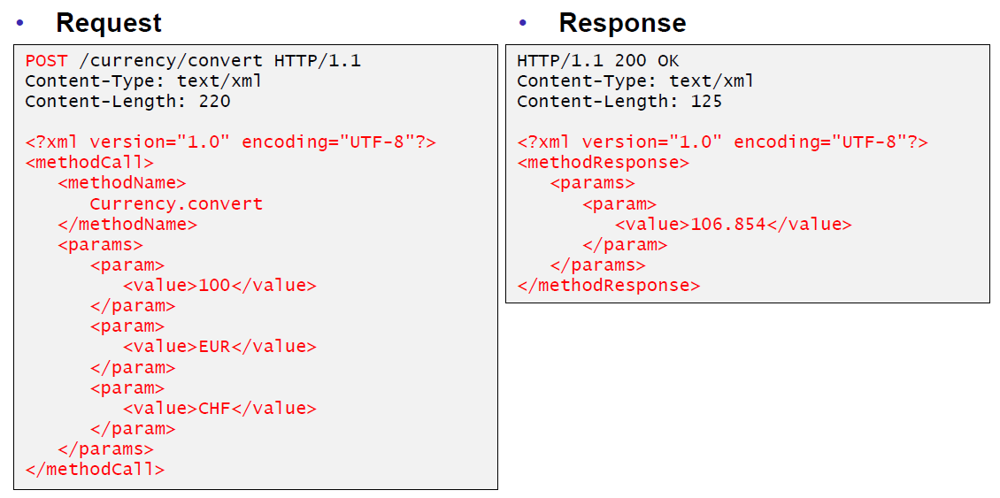 • Request
POST /currency/convert HTTP/1.1
Content-Type: text/xml
Content-Length: 220

<?xml version="1.0" encoding="UTF-8"?>
<methodCall>
   <methodName>
      Currency.convert
   </methodName>
   <params>
      <param>
         <value>100</value>
      </param>
      <param>
         <value>EUR</value>
      </param>
      <param>
         <value>CHF</value>
      </param>
   </params>
</methodCall>
• Response
HTTP/1.1 200 OK
Content-Type: text/xml
Content-Length: 125

<?xml version="1.0" encoding="UTF-8"?>
<methodResponse>
   <params>
      <param>
         <value>106.854</value>
      </param>
   </params>
</methodResponse>